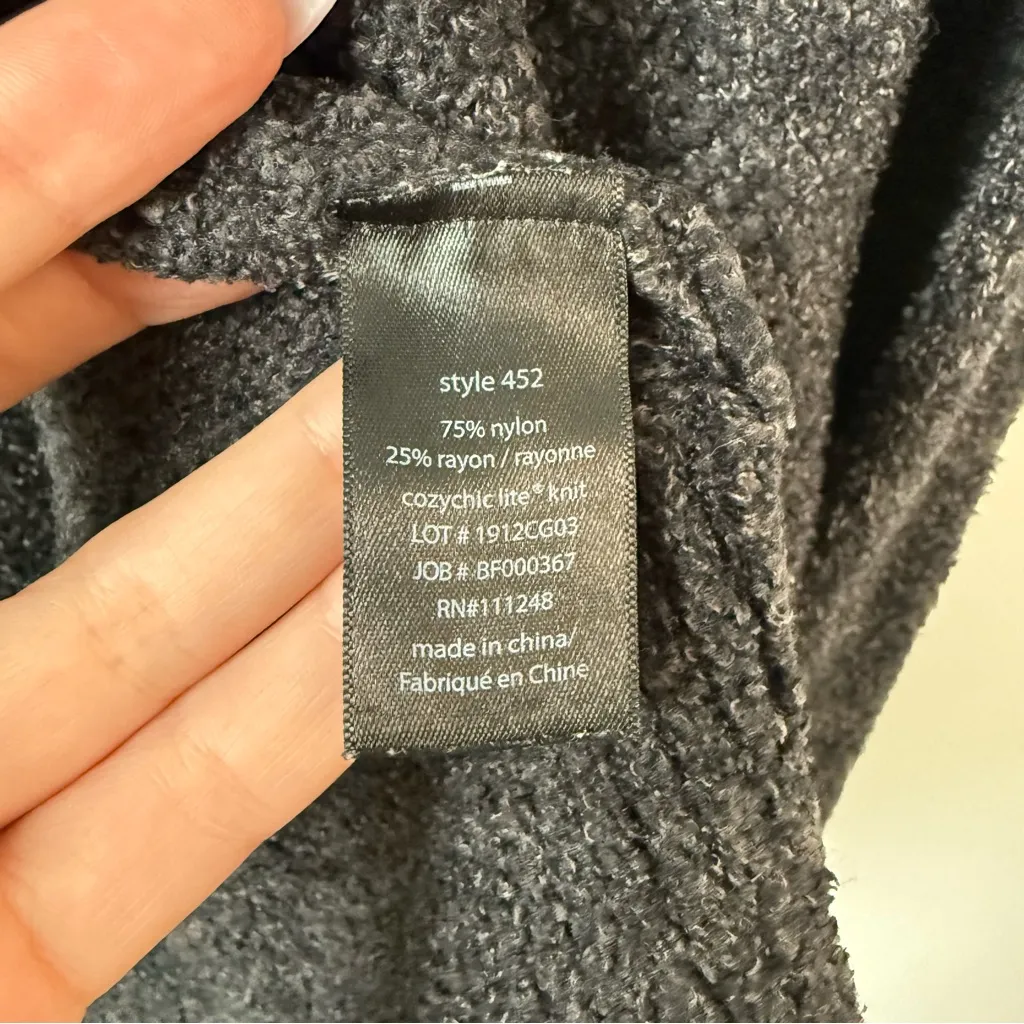 style 452
75% nylon
25% rayon / rayonne
cozychic lite® knit
LOT # 1912CG03
JOB # BF000367
RN#111248
made in china/
Fabriqué en Chine